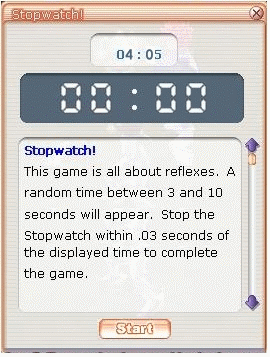 Stopwatch!
04:05
00:00
Stopwatch!
This game is all about reflexes. A
random time between 3 and 10
seconds will appear. Stop the
Stopwatch within .03 seconds of
the displayed time to complete
the game.
Start